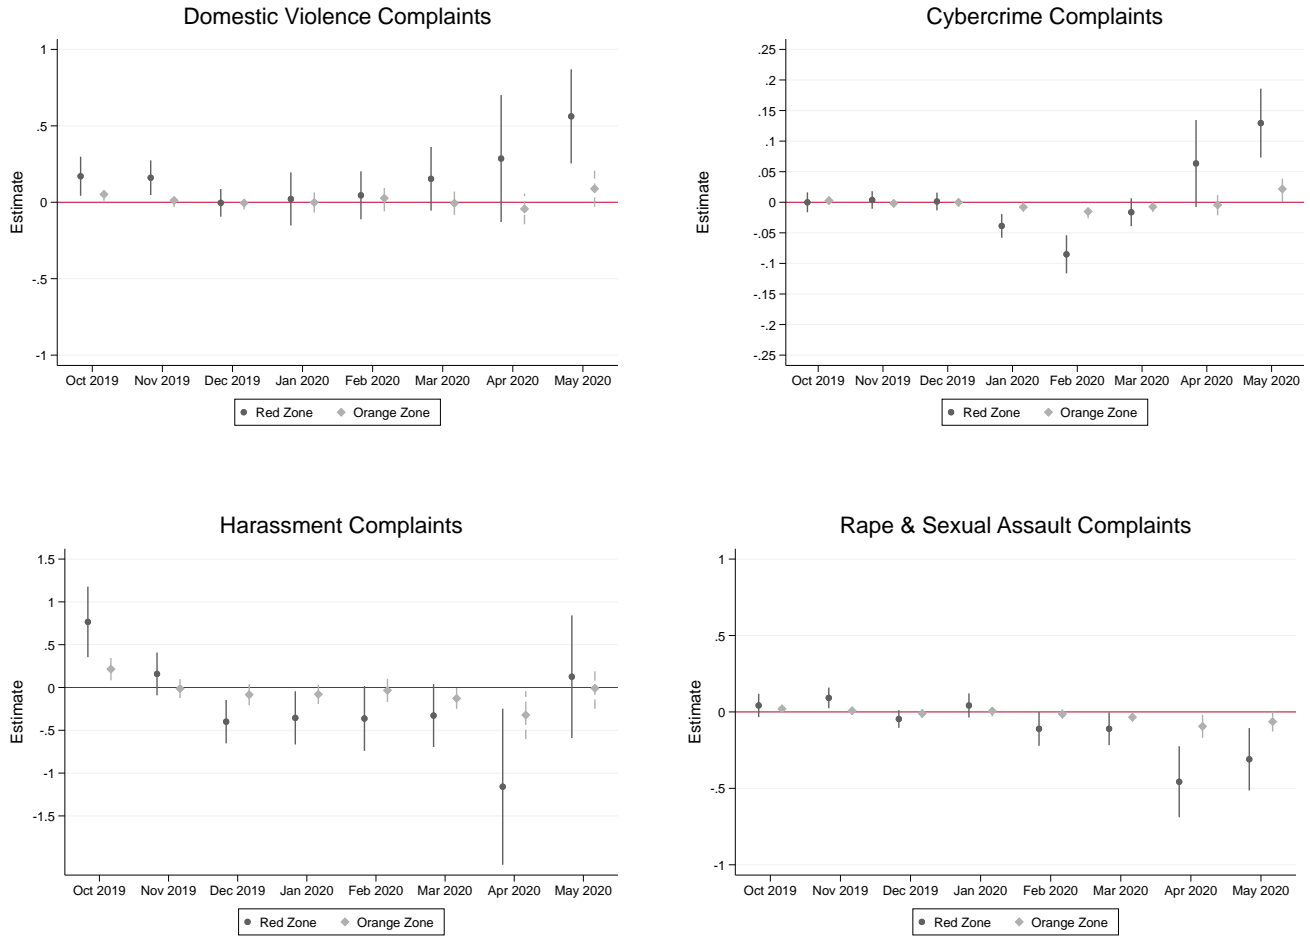 Domestic Violence Complaints
Estimate
1
.5
0
-.5
-1
Oct 2019 Nov 2019 Dec 2019 Jan 2020 Feb 2020 Mar 2020 Apr 2020 May 2020
Red Zone Orange Zone
Cybercrime Complaints
Estimate
.25
.2
.15
.1
.05
0
-.05
-.1
-.15
-.2
-.25
Oct 2019 Nov 2019 Dec 2019 Jan 2020 Feb 2020 Mar 2020 Apr 2020 May 2020
Red Zone Orange Zone
Harassment Complaints
Estimate
1.5
1
.5
0
-.5
-1
-1.5
Oct 2019 Nov 2019 Dec 2019 Jan 2020 Feb 2020 Mar 2020 Apr 2020 May 2020
Red Zone Orange Zone
Rape & Sexual Assault Complaints
Estimate
1
.5
0
-.5
-1
Oct 2019 Nov 2019 Dec 2019 Jan 2020 Feb 2020 Mar 2020 Apr 2020 May 2020
Red Zone Orange Zone